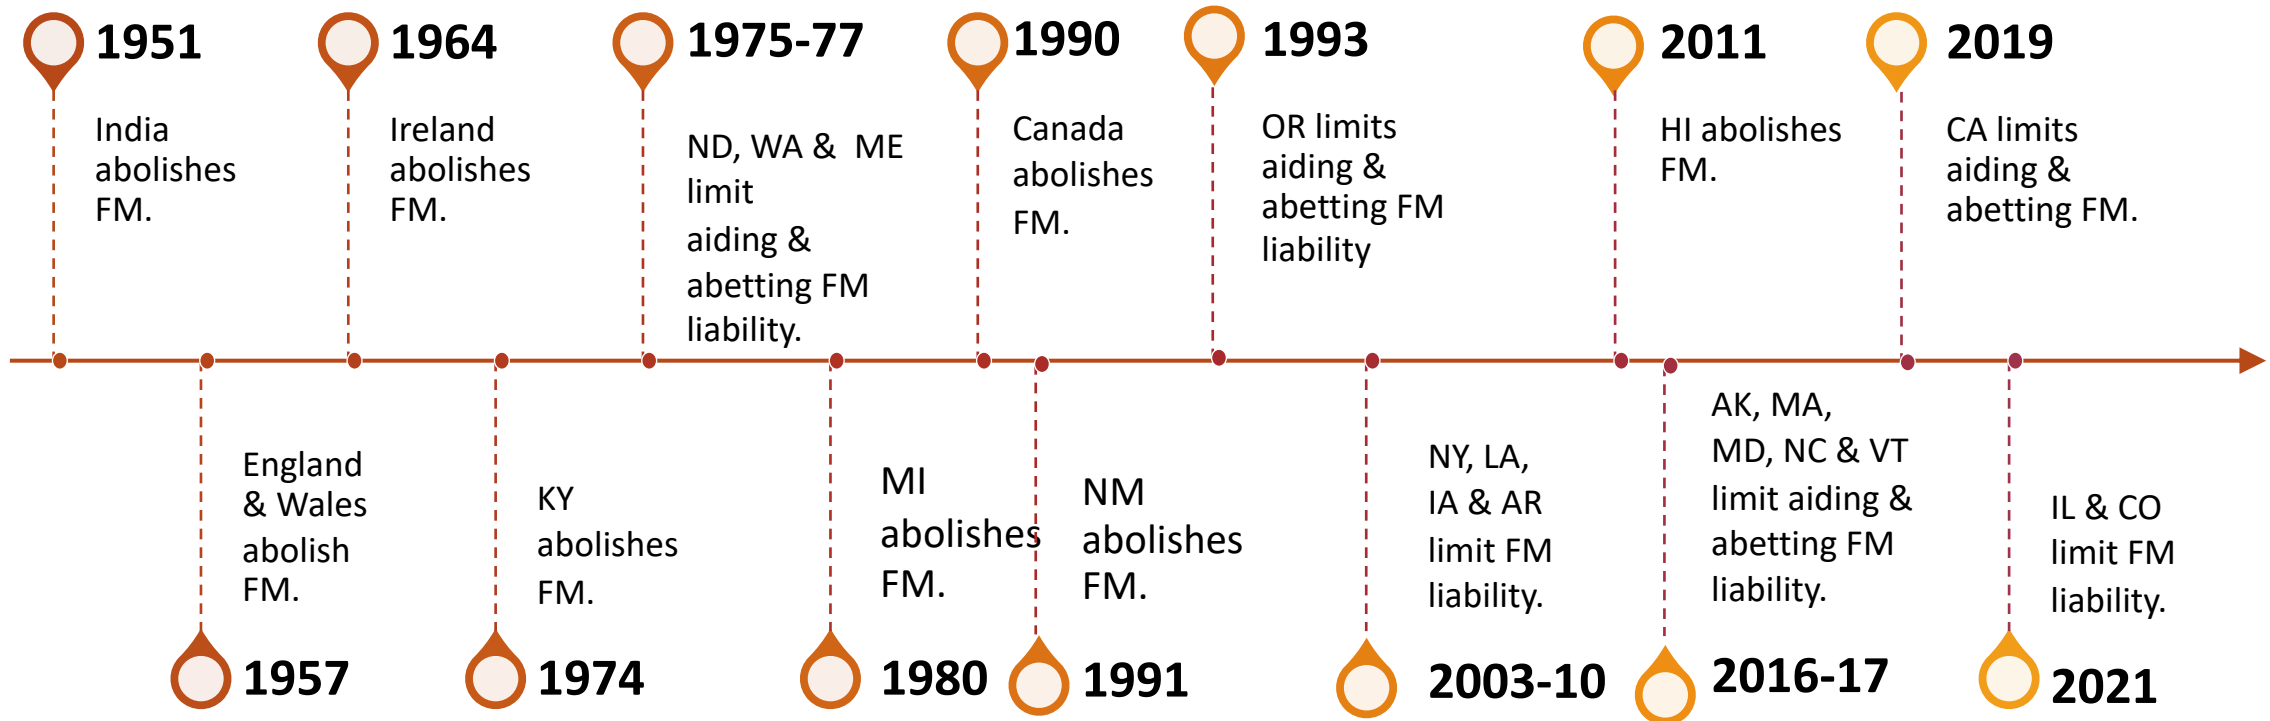 1951
India
abolishes
FM.
1964
Ireland
abolishes
FM.
1975-77
ND, WA &  ME
limit
aiding &
abetting FM
liability.
1990
Canada
abolishes
FM.
1993
OR limits
aiding &
abetting FM
liability
2011
HI abolishes
FM.
2019
CA limits
aiding &
abetting FM.
England
& Wales
abolish
FM.
1957
KY
abolishes
FM.
1974
MI
abolishes
FM.
1980
NM
abolishes
FM.
1991
NY, LA,
IA & AR
limit FM
liability.
2003-10
AK, MA,
MD, NC & VT
limit aiding &
abetting FM
liability.
2016-17
IL & CO
limit FM
liability.
2021